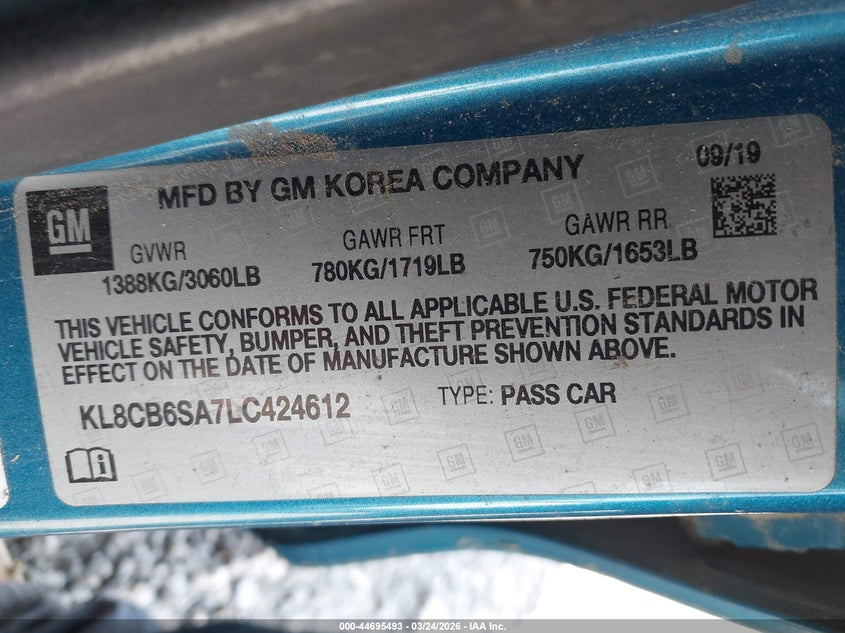 MFD BY GM KOREA COMPANY
09/19
GM
GVWR
1388KG/3060LB
GAWR FRT
780KG/1719LB
GAWR RR
750KG/1653LB
THIS VEHICLE CONFORMS TO ALL APPLICABLE U.S. FEDERAL MOTOR
VEHICLE SAFETY, BUMPER, AND THEFT PREVENTION STANDARDS IN
EFFECT ON THE DATE OF MANUFACTURE SHOWN ABOVE.
KL8CB6SA7LC424612
TYPE: PASS CAR
000-44695493 - 03/24/2026 - IAA Inc.